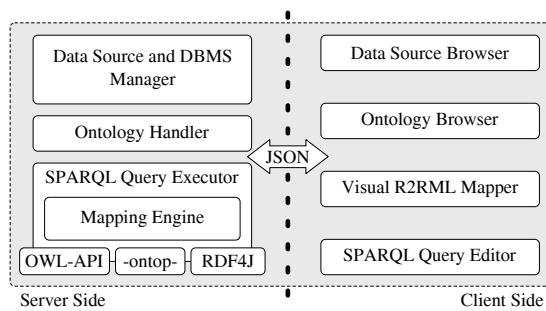 Data Source and DBMS
Manager
Ontology Handler
SPARQL Query Executor
Mapping Engine
OWL-API
-ontop-
RDF4J
Server Side
JSON
Data Source Browser
Ontology Browser
Visual R2RML Mapper
SPARQL Query Editor
Client Side